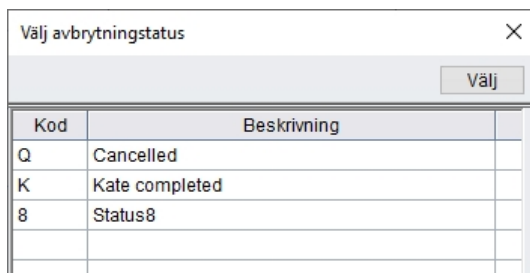 Välj avbrytningstatus
Välj
Kod Beskrivning
Q Cancelled
K Kate completed
8 Status8